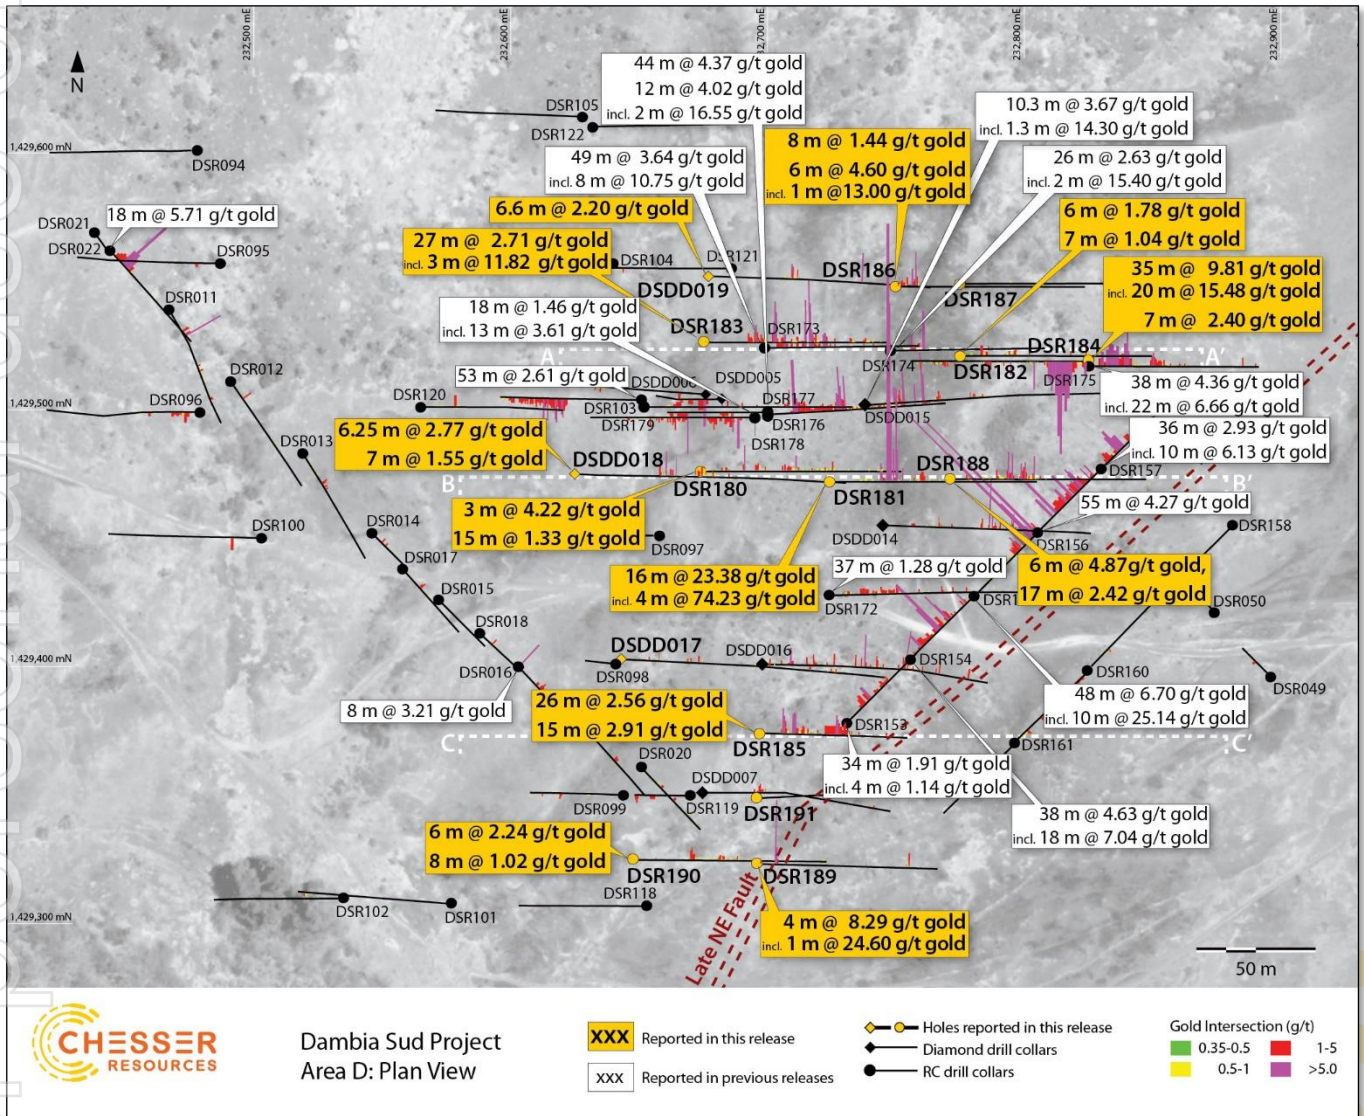 232,500 mE
232,600 mE
232,700 mE
232,800 mE
232,900 mE
N
44 m @ 4.37 g/t gold
12 m @ 4.02 g/t gold
incl. 2 m @ 16.55 g/t gold
10.3 m @ 3.67 g/t gold
incl. 1.3 m @ 14.30 g/t gold
DSR105
DSR122
1,429,600 mN
DSR094
8 m @ 1.44 g/t gold
6 m @ 4.60 g/t gold
incl. 1 m @13.00 g/t gold
49 m @ 3.64 g/t gold
incl. 8 m @ 10.75 g/t gold
26 m @ 2.63 g/t gold
incl. 2 m @ 15.40 g/t gold
6.6 m @ 2.20 g/t gold
6 m @ 1.78 g/t gold
7 m @ 1.04 g/t gold
18 m @ 5.71 g/t gold
DSR021
DSR022
DSR095
27 m @ 2.71 g/t gold
incl. 3 m @ 11.82 g/t gold
DSR104
DSR121
DSR186
DSDD019
DSR187
35 m @ 9.81 g/t gold
incl. 20 m @ 15.48 g/t gold
7 m @ 2.40 g/t gold
DSR011
18 m @ 1.46 g/t gold
incl. 13 m @ 3.61 g/t gold
DSR183
DSR173
DSR184
A
A'
DSR174
DSR182
DSR175
DSR012
53 m @ 2.61 g/t gold
DSDD006
DSDD005
38 m @ 4.36 g/t gold
incl. 22 m @ 6.66 g/t gold
1,429,500 mN
DSR096
DSR120
DSR103
DSR179
DSR177
DSR176
DSR178
DSDD015
36 m @ 2.93 g/t gold
incl. 10 m @ 6.13 g/t gold
6.25 m @ 2.77 g/t gold
7 m @ 1.55 g/t gold
DSR013
DSDD018
DSR188
DSR157
B
DSR180
DSR181
B'
3 m @ 4.22 g/t gold
15 m @ 1.33 g/t gold
55 m @ 4.27 g/t gold
DSR100
DSR014
DSR097
DSDD014
DSR156
DSR158
DSR017
16 m @ 23.38 g/t gold
incl. 4 m @ 74.23 g/t gold
37 m @ 1.28 g/t gold
6 m @ 4.87g/t gold,
17 m @ 2.42 g/t gold
DSR015
DSR172
DSR1
DSR050
DSR018
1,429,400 mN
DSR016
DSDD017
DSR098
DSDD016
DSR154
DSR160
DSR049
8 m @ 3.21 g/t gold
26 m @ 2.56 g/t gold
15 m @ 2.91 g/t gold
48 m @ 6.70 g/t gold
incl. 10 m @ 25.14 g/t gold
DSR153
C
DSR185
DSR161
C'
DSR020
DSDD007
34 m @ 1.91 g/t gold
incl. 4 m @ 1.14 g/t gold
DSR099
DSR119
DSR191
38 m @ 4.63 g/t gold
incl. 18 m @ 7.04 g/t gold
6 m @ 2.24 g/t gold
8 m @ 1.02 g/t gold
DSR190
DSR189
DSR118
DSR102
DSR101
1,429,300 mN
Late NE Fault
4 m @ 8.29 g/t gold
incl. 1 m @ 24.60 g/t gold
50 m
CHESSER
RESOURCES
Dambia Sud Project
Area D: Plan View
XXX Reported in this release
XXX Reported in previous releases
Holes reported in this release
Diamond drill collars
RC drill collars
Gold Intersection (g/t)
0.35-0.5
1-5
0.5-1
>5.0